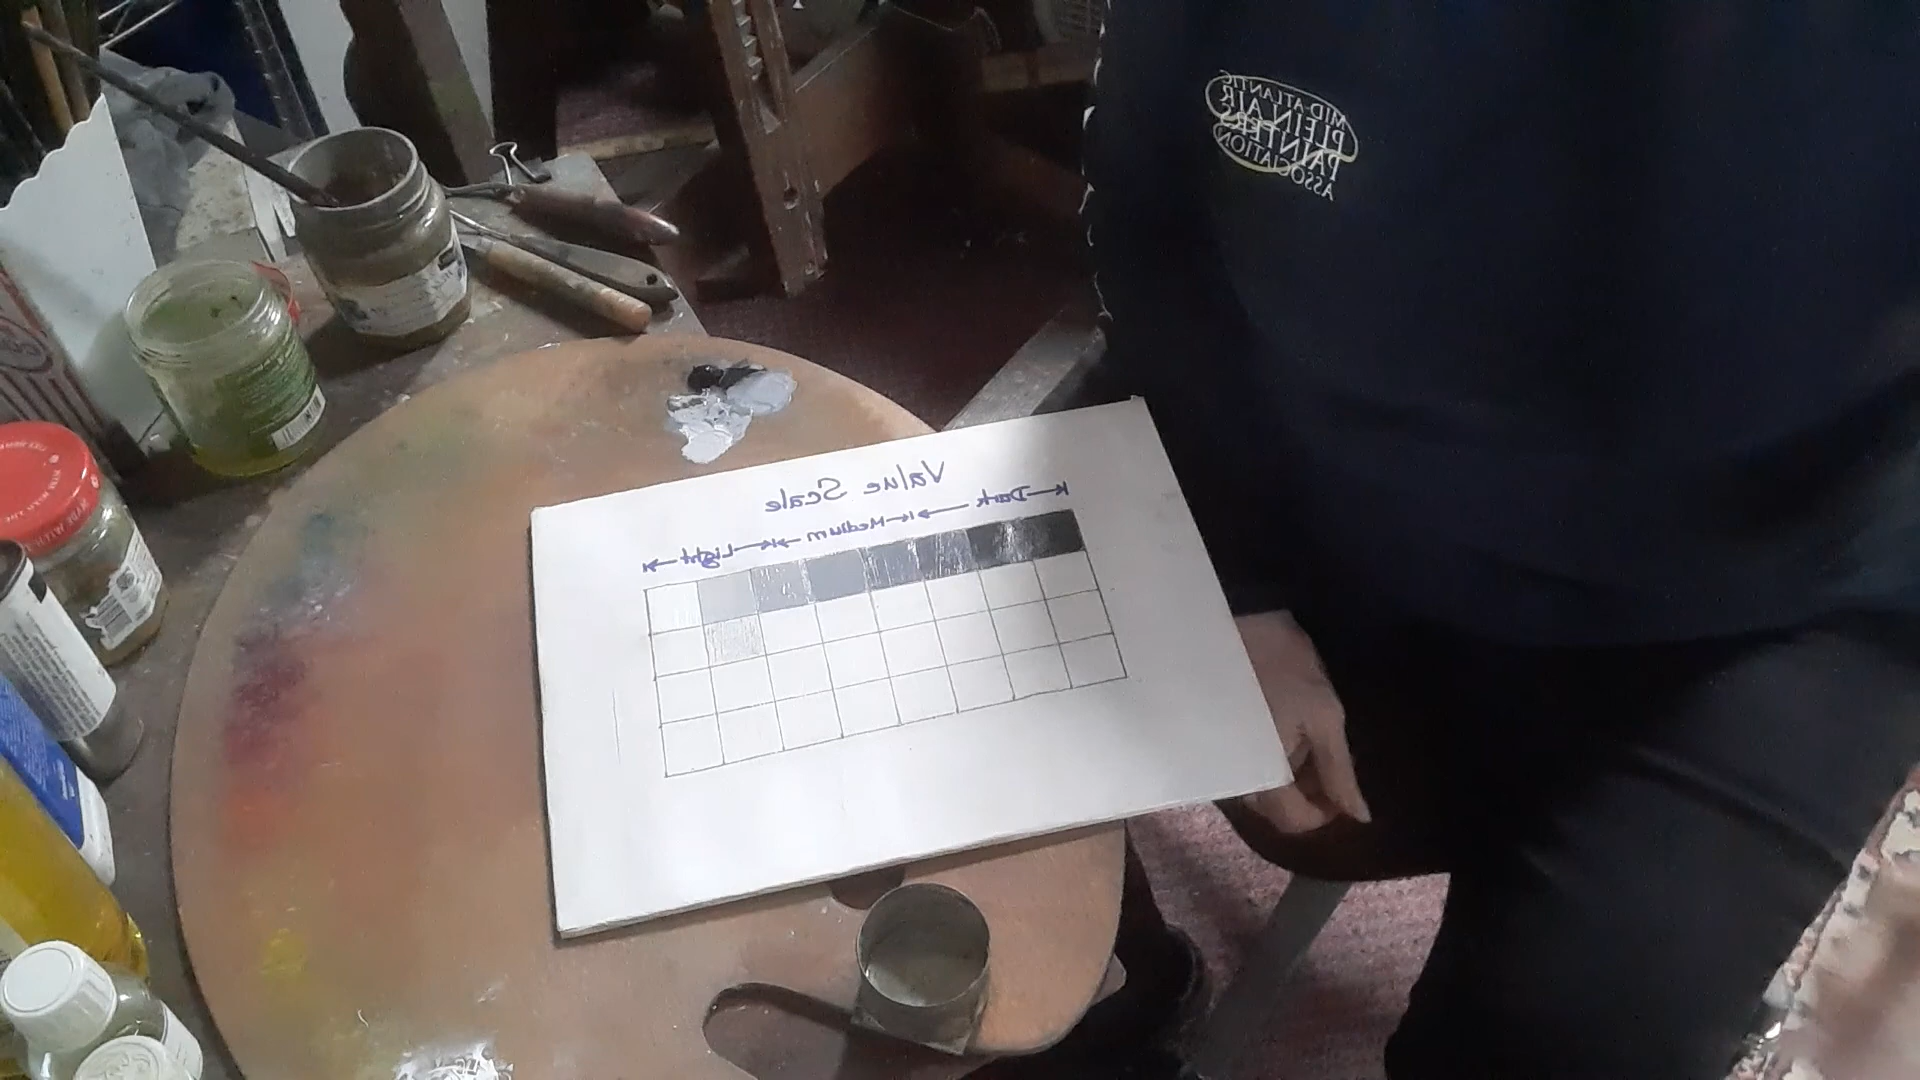 MID-ATLANTIC
PLEIN AIR
PAINTERS
ASSOCIATION
Value Scale
Dark
Medium
Light